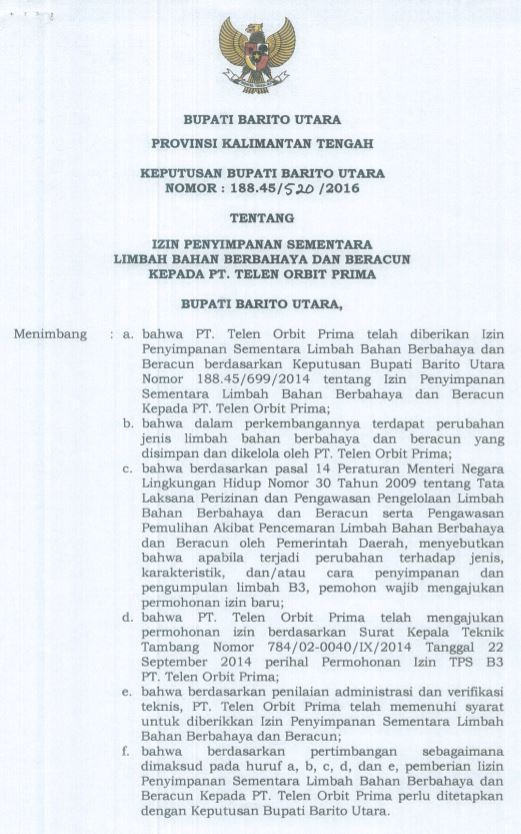 BUPATI BARITO UTARA
PROVINSI KALIMANTAN TENGAH
KEPUTUSAN BUPATI BARITO UTARA
NOMOR : 188.45/520 /2016
TENTANG
IZIN PENYIMPANAN SEMENTARA
LIMBAH BAHAN BERBAHAYA DAN BERACUN
KEPADA PT. TELEN ORBIT PRIMA
BUPATI BARITO UTARA,
Menimbang : a. bahwa PT. Telen Orbit Prima telah diberikan Izin
Penyimpanan Sementara Limbah Bahan Berbahaya dan
Beracun berdasarkan Keputusan Bupati Barito Utara
Nomor 188.45/699/2014 tentang Izin Penyimpanan
Sementara Limbah Bahan Berbahaya dan Beracun
Kepada PT. Telen Orbit Prima;
b. bahwa dalam perkembangannya terdapat perubahan
jenis limbah bahan berbahaya dan beracun yang
disimpan dan dikelola oleh PT. Telen Orbit Prima;
c. bahwa berdasarkan pasal 14 Peraturan Menteri Negara
Lingkungan Hidup Nomor 30 Tahun 2009 tentang Tata
Laksana Perizinan dan Pengawasan Pengelolaan Limbah
Bahan Berbahaya dan Beracun serta Pengawasan
Pemulihan Akibat Pencemaran Limbah Bahan Berbahaya
dan Beracun oleh Pemerintah Daerah, menyebutkan
bahwa apabila terjadi perubahan terhadap jenis,
karakteristik, dan/atau cara penyimpanan dan
pengumpulan limbah B3, pemohon wajib mengajukan
permohonan izin baru;
d. bahwa PT. Telen Orbit Prima telah mengajukan
permohonan izin berdasarkan Surat Kepala Teknik
Tambang Nomor 784/02-0040/IX/2014 Tanggal 22
September 2014 perihal Permohonan Izin TPS B3
PT. Telen Orbit Prima;
e. bahwa berdasarkan penilaian administrasi dan verifikasi
teknis, PT. Telen Orbit Prima telah memenuhi syarat
untuk diberikkan Izin Penyimpanan Sementara Limbah
Bahan Berbahaya dan Beracun;
f. bahwa berdasarkan pertimbangan sebagaimana
dimaksud pada huruf a, b, c, d, dan e, pemberian Iizin
Penyimpanan Sementara Limbah Bahan Berbahaya dan
Beracun Kepada PT. Telen Orbit Prima perlu ditetapkan
dengan Keputusan Bupati Barito Utara.